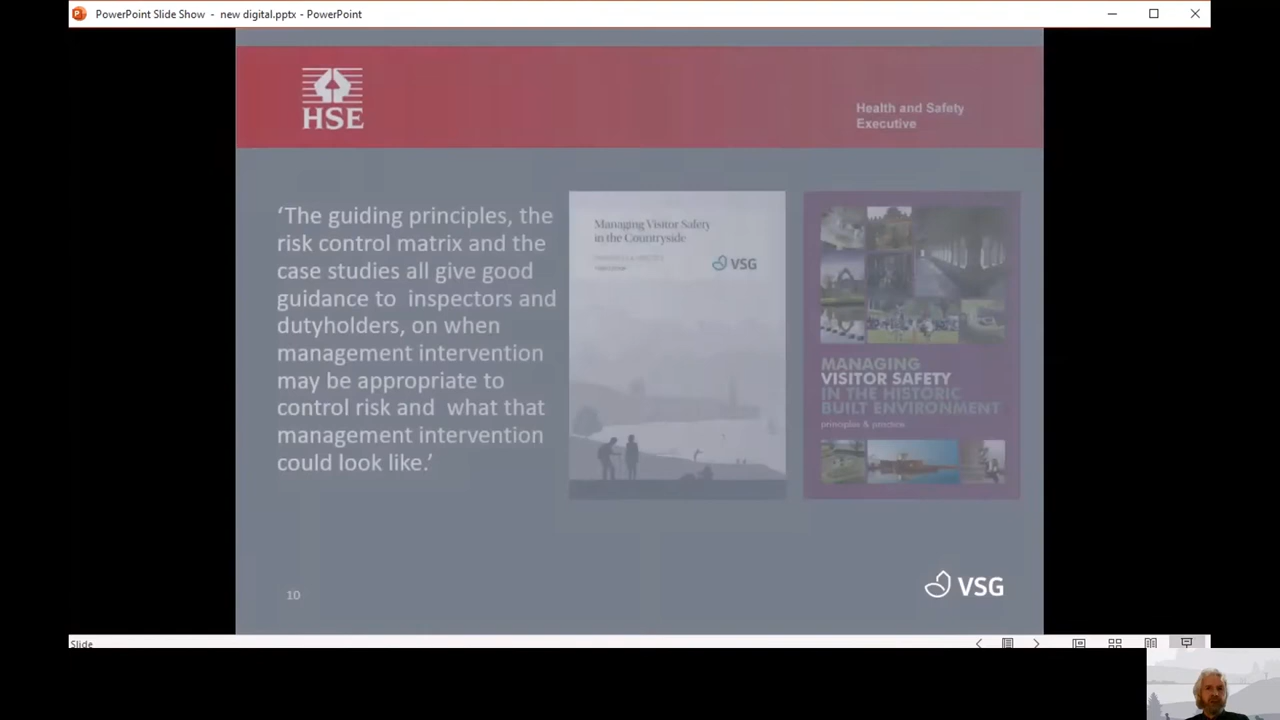 PowerPoint Slide Show - new digital.pptx - PowerPoint
HSE
Health and Safety
Executive
‘The guiding principles, the
risk control matrix and the
case studies all give good
guidance to inspectors and
dutyholders, on when
management intervention
may be appropriate to
control risk and what that
management intervention
could look like.’
Managing Visitor Safety
in the Countryside
VSG
MANAGING
VISITOR SAFETY
IN THE HISTORIC
BUILT ENVIRONMENT
principles & practice
10
VSG
Slide